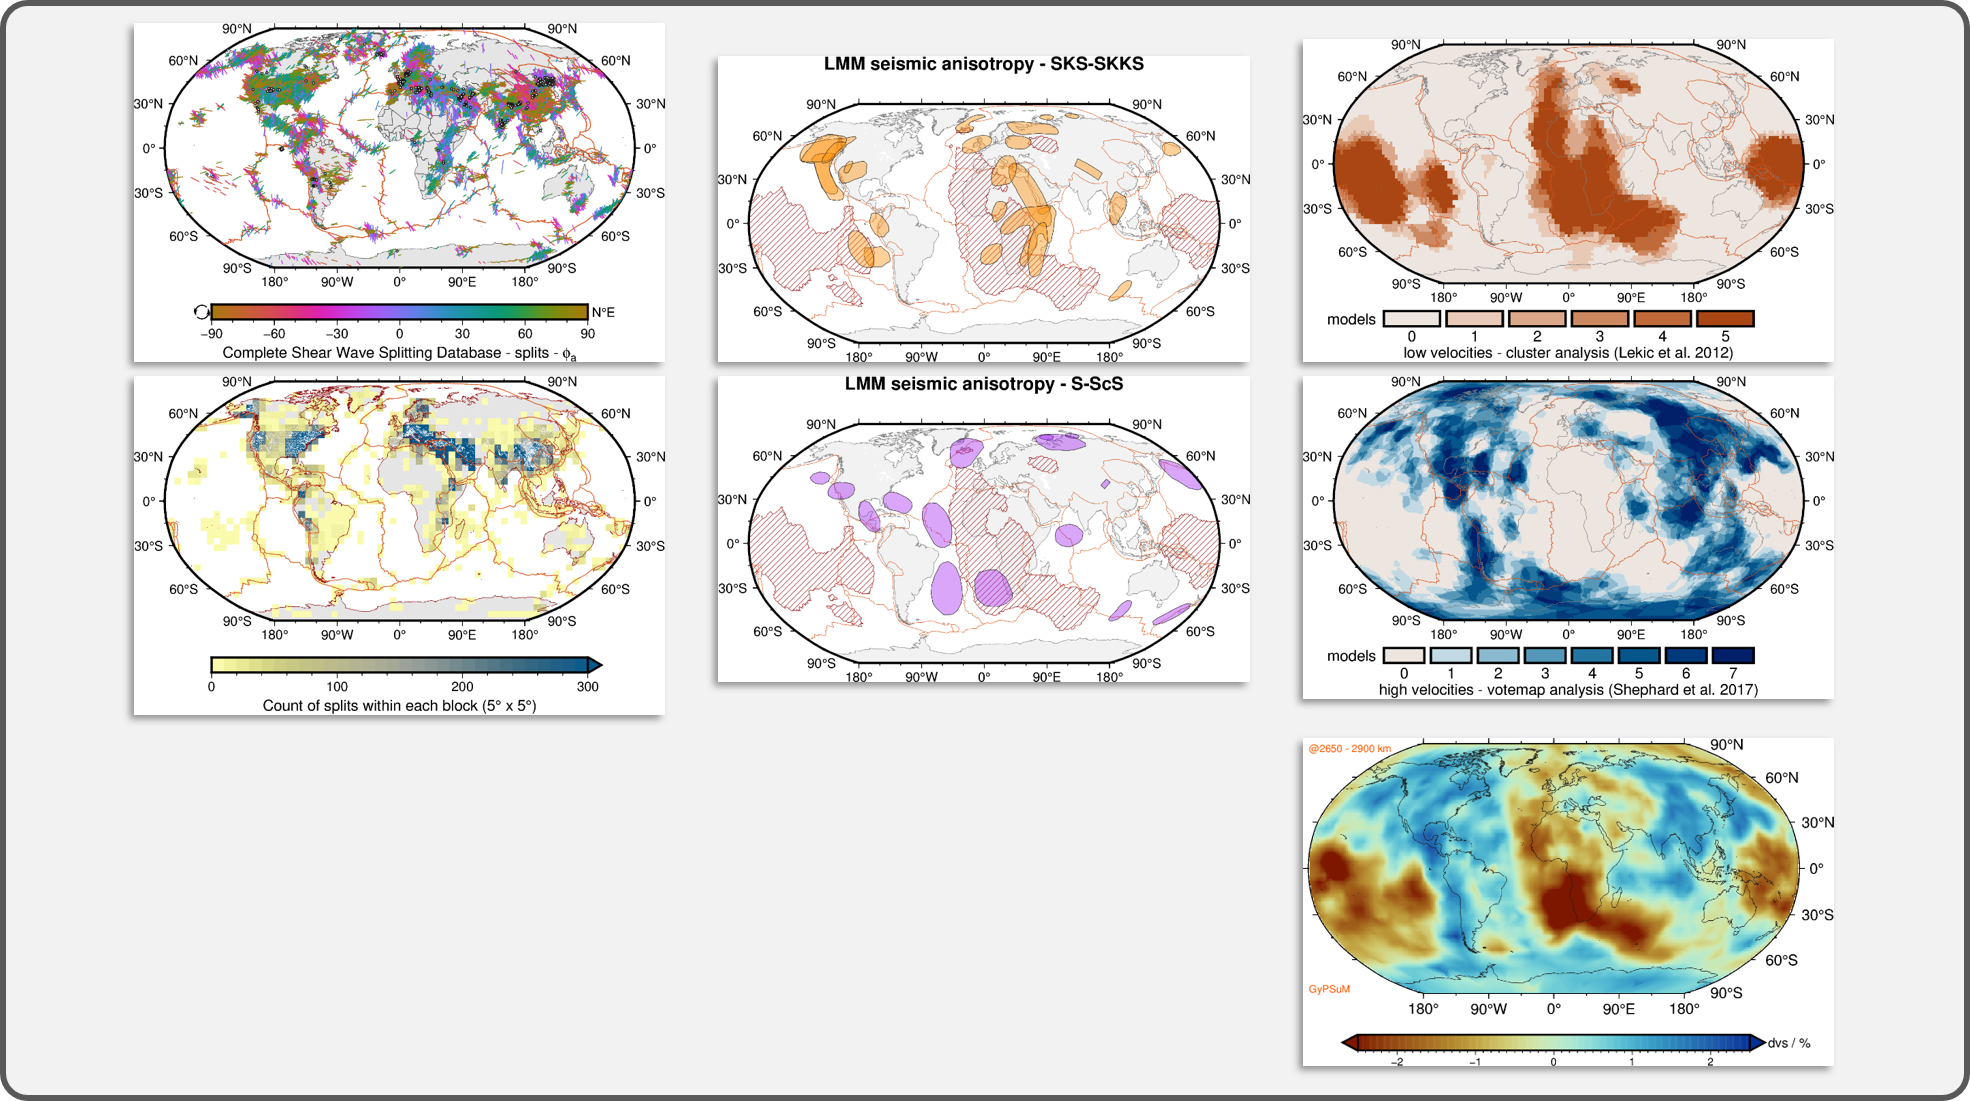 90°N 90°N
60°N 60°N
30°N 30°N
0° 0°
30°S 30°S
60°S 60°S
90°S 90°S
180° 90°W 0° 90°E 180°
N°E
−90 −60 −30 0 30 60 90
Complete Shear Wave Splitting Database - splits - ϕa
90°N 90°N
60°N 60°N
30°N 30°N
0° 0°
30°S 30°S
60°S 60°S
90°S 90°S
180° 90°W 0° 90°E 180°
0 100 200 300
Count of splits within each block (5° x 5°)
LMM seismic anisotropy - SKS-SKKS
90°N 90°N
60°N 60°N
30°N 30°N
0° 0°
30°S 30°S
60°S 60°S
90°S 90°S
180° 90°W 0° 90°E 180°
LMM seismic anisotropy - S-ScS
90°N 90°N
60°N 60°N
30°N 30°N
0° 0°
30°S 30°S
60°S 60°S
90°S 90°S
180° 90°W 0° 90°E 180°
90°N 90°N
60°N 60°N
30°N 30°N
0° 0°
30°S 30°S
60°S 60°S
90°S 90°S
180° 90°W 0° 90°E 180°
models
0 1 2 3 4 5
low velocities - cluster analysis (Lekic et al. 2012)
90°N 90°N
60°N 60°N
30°N 30°N
0° 0°
30°S 30°S
60°S 60°S
90°S 90°S
180° 90°W 0° 90°E 180°
models
0 1 2 3 4 5 6 7
high velocities - votemap analysis (Shephard et al. 2017)
@2650 - 2900 km 90°N
60°N
30°N
0°
30°S
60°S
GyPSuM 90°S
180° 90°W 0° 90°E 180°
dvs / %
−2 −1 0 1 2